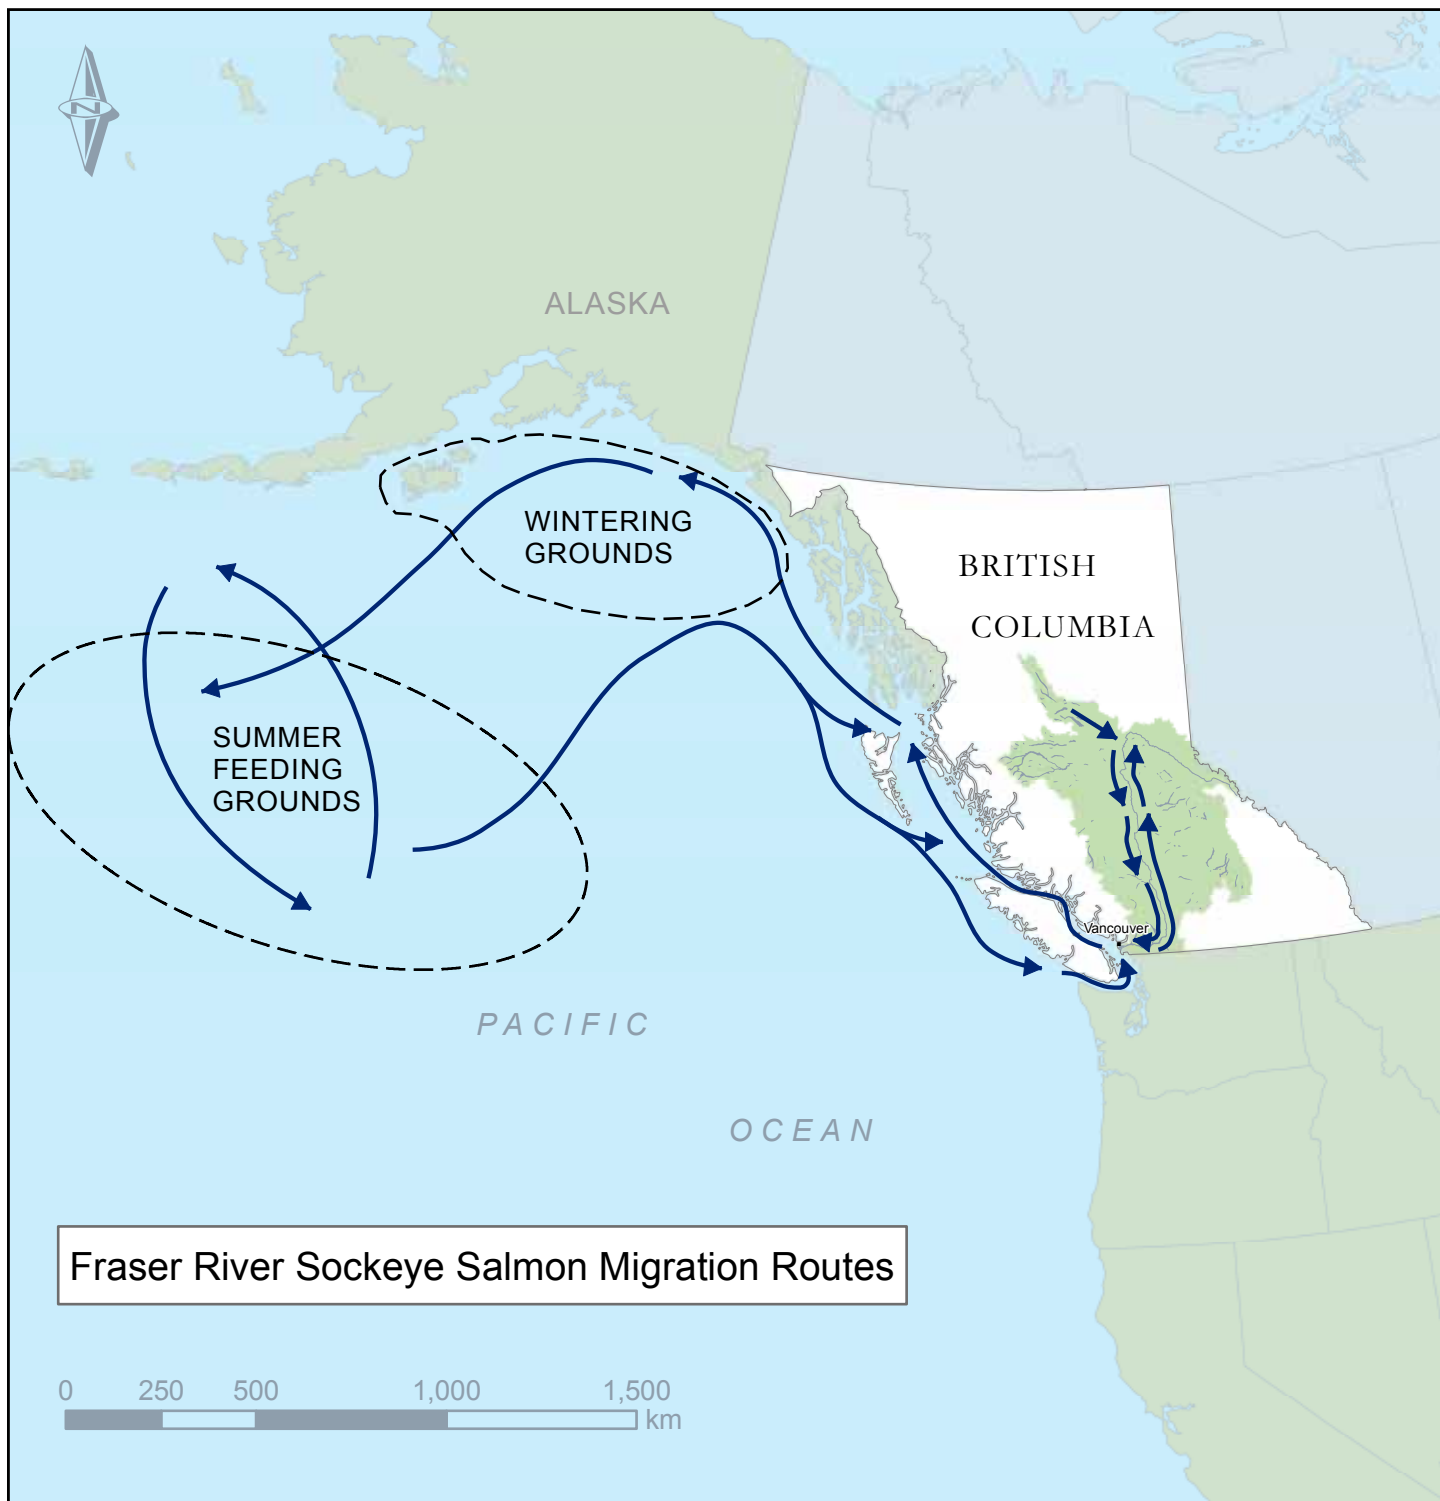 N
ALASKA
WINTERING
GROUNDS
BRITISH
COLUMBIA
SUMMER
FEEDING
GROUNDS
Vancouver
PACIFIC
OCEAN
Fraser River Sockeye Salmon Migration Routes
0 250 500 1,000 1,500
km